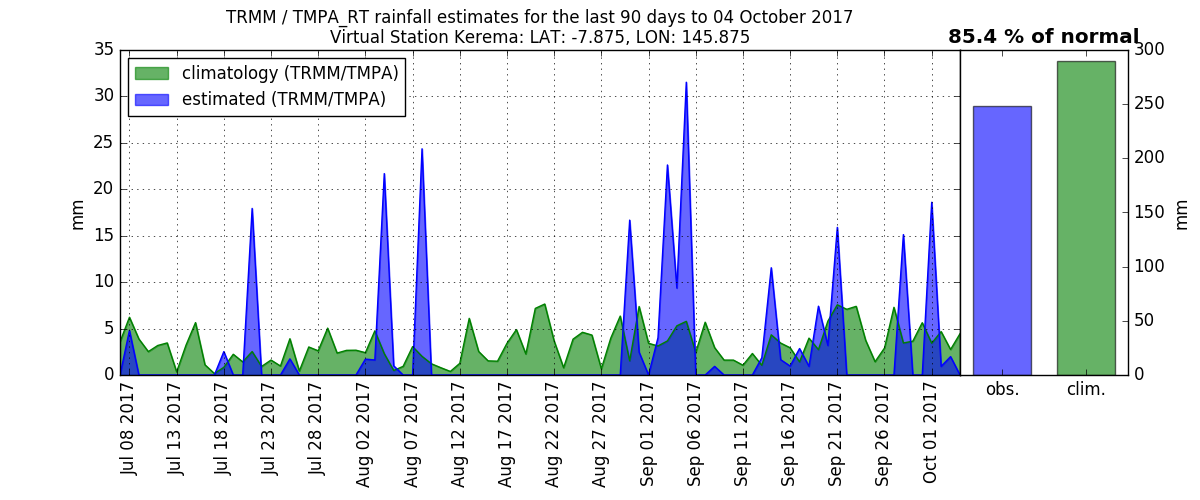 TRMM / TMPA_RT rainfall estimates for the last 90 days to 04 October 2017
Virtual Station Kerema: LAT: -7.875, LON: 145.875
85.4 % of normal
climatology (TRMM/TMPA)
estimated (TRMM/TMPA)
35
30
25
20
15
10
5
0
mm
Jul 08 2017
Jul 13 2017
Jul 18 2017
Jul 23 2017
Jul 28 2017
Aug 02 2017
Aug 07 2017
Aug 12 2017
Aug 17 2017
Aug 22 2017
Aug 27 2017
Sep 01 2017
Sep 06 2017
Sep 11 2017
Sep 16 2017
Sep 21 2017
Sep 26 2017
Oct 01 2017
obs.
clim.
300
250
200
150
100
50
0
mm